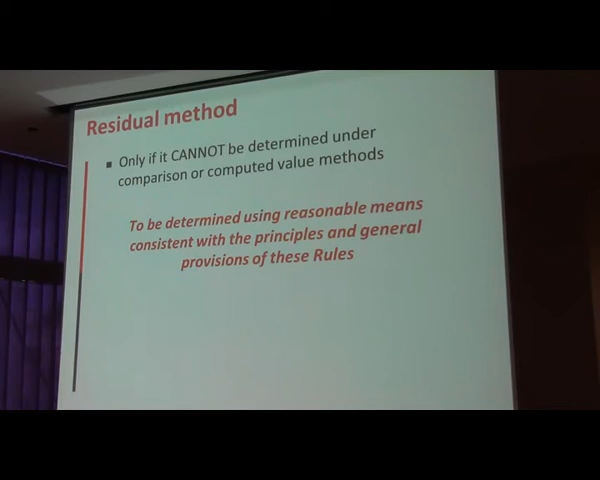 Residual method
▪ Only if it CANNOT be determined under
comparison or computed value methods
To be determined using reasonable means
consistent with the principles and general
provisions of these Rules